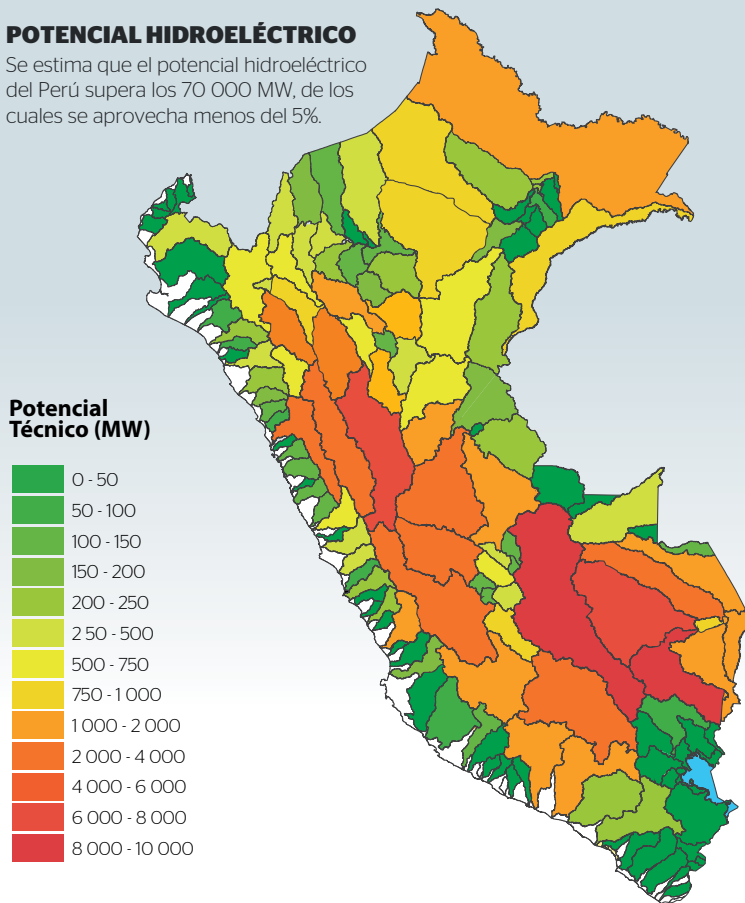 POTENCIAL HIDROELÉCTRICO
Se estima que el potencial hidroeléctrico
del Perú supera los 70 000 MW, de los
cuales se aprovecha menos del 5%.
Potencial
Técnico (MW)
0 - 50
50 - 100
100 - 150
150 - 200
200 - 250
250 - 500
500 - 750
750 - 1 000
1 000 - 2 000
2 000 - 4 000
4 000 - 6 000
6 000 - 8 000
8 000 - 10 000